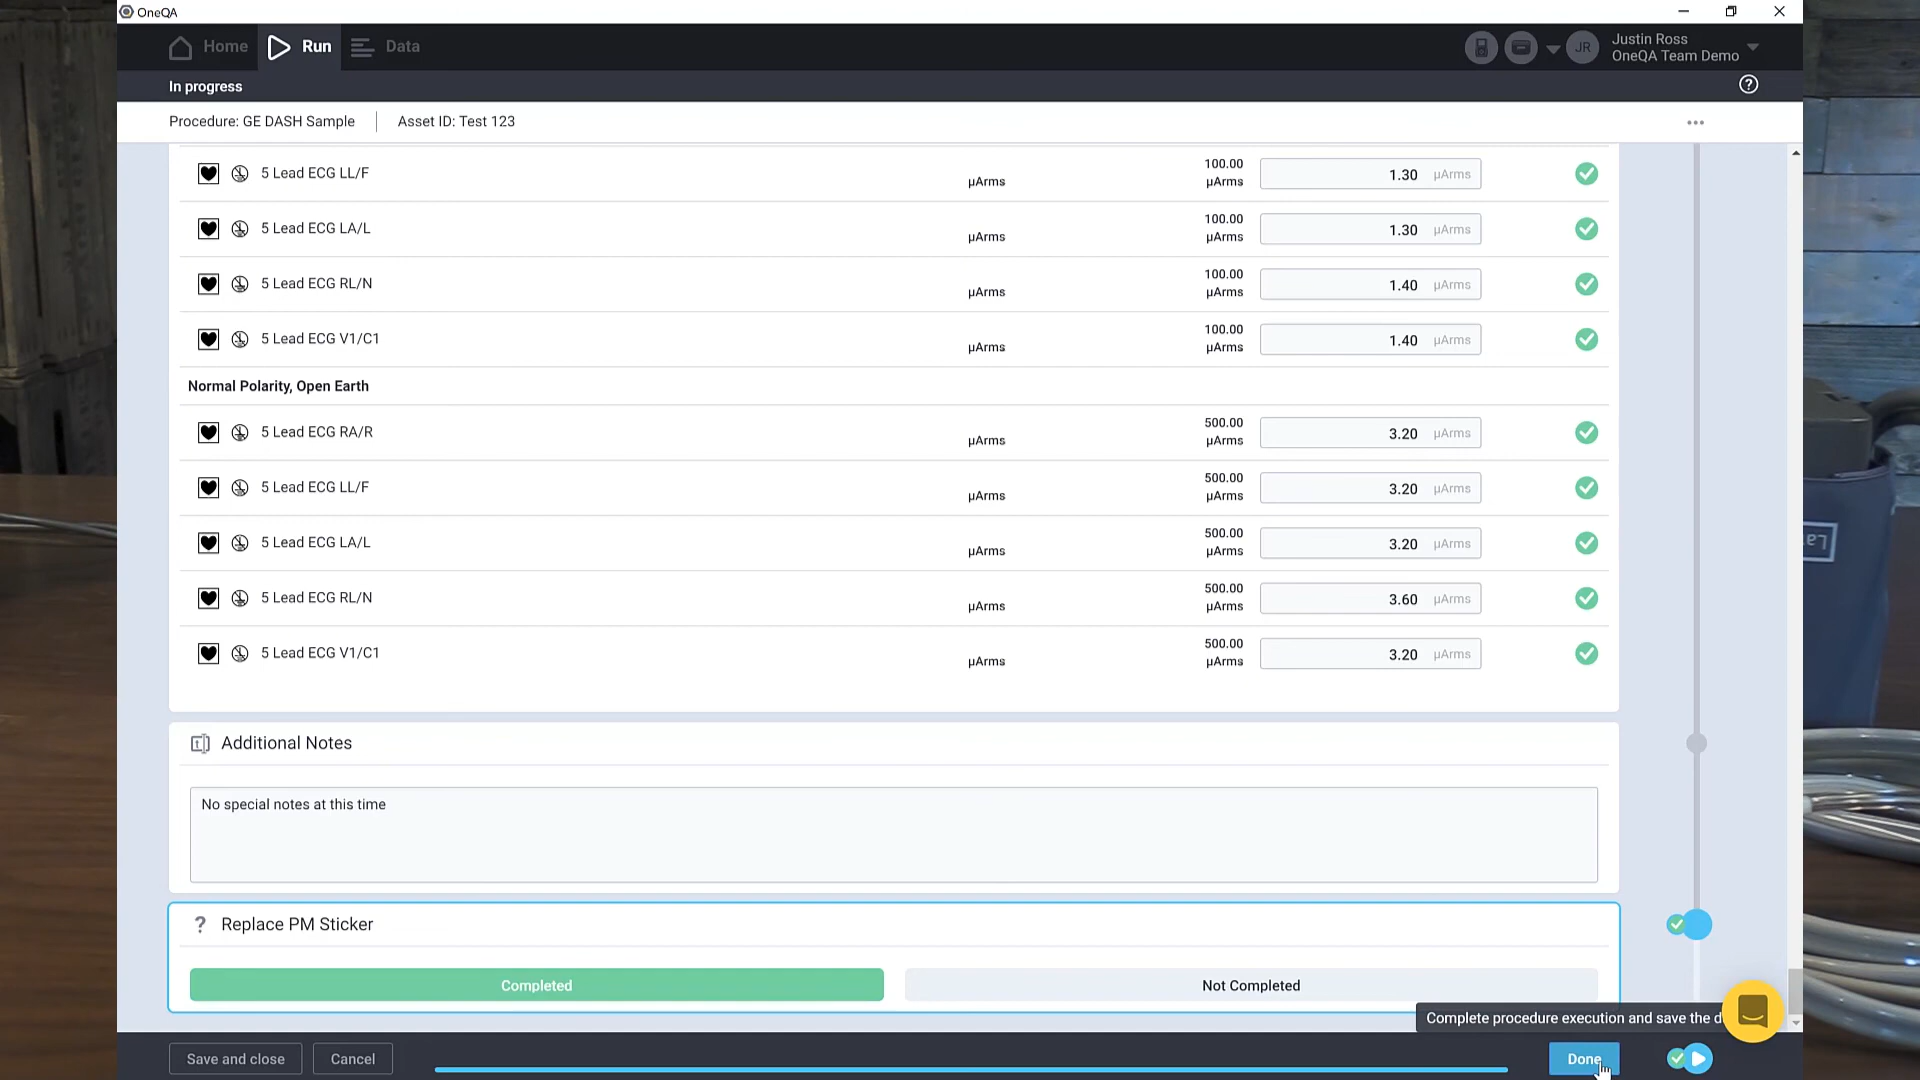 OneQA
Home Run Data
JR Justin Ross
OneQA Team Demo
In progress
Procedure: GE DASH Sample Asset ID: Test 123
5 Lead ECG LL/F µArms 100.00 µArms 1.30 µArms
5 Lead ECG LA/L µArms 100.00 µArms 1.30 µArms
5 Lead ECG RL/N µArms 100.00 µArms 1.40 µArms
5 Lead ECG V1/C1 µArms 100.00 µArms 1.40 µArms
Normal Polarity, Open Earth
5 Lead ECG RA/R µArms 500.00 µArms 3.20 µArms
5 Lead ECG LL/F µArms 500.00 µArms 3.20 µArms
5 Lead ECG LA/L µArms 500.00 µArms 3.20 µArms
5 Lead ECG RL/N µArms 500.00 µArms 3.60 µArms
5 Lead ECG V1/C1 µArms 500.00 µArms 3.20 µArms
Additional Notes
No special notes at this time
? Replace PM Sticker
Completed Not Completed
Complete procedure execution and save the d
Save and close Cancel Done